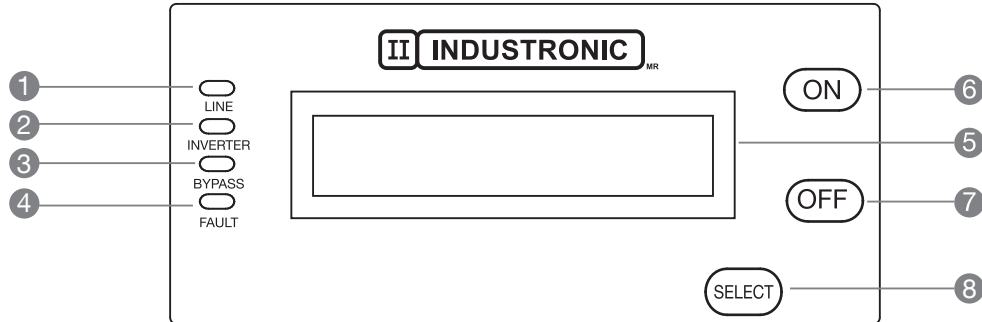 II INDUSTRONIC MR
1
LINE
2
INVERTER
3
BYPASS
4
FAULT
5
ON
6
OFF
7
SELECT
8